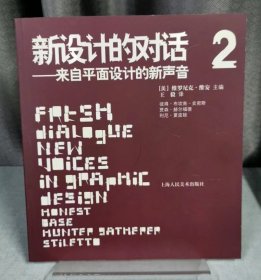 新设计的对话
2
——来自平面设计的新声音
[美] 维罗尼克·维安 主编
王 毅 译
FResH
DiALOGUe
NeW
VOiCeS
iN GRAPHiC
DeSiGN
HONeST
BASe
HUNTeR GATHeReR
STiLeTTO
上海人民美术出版社